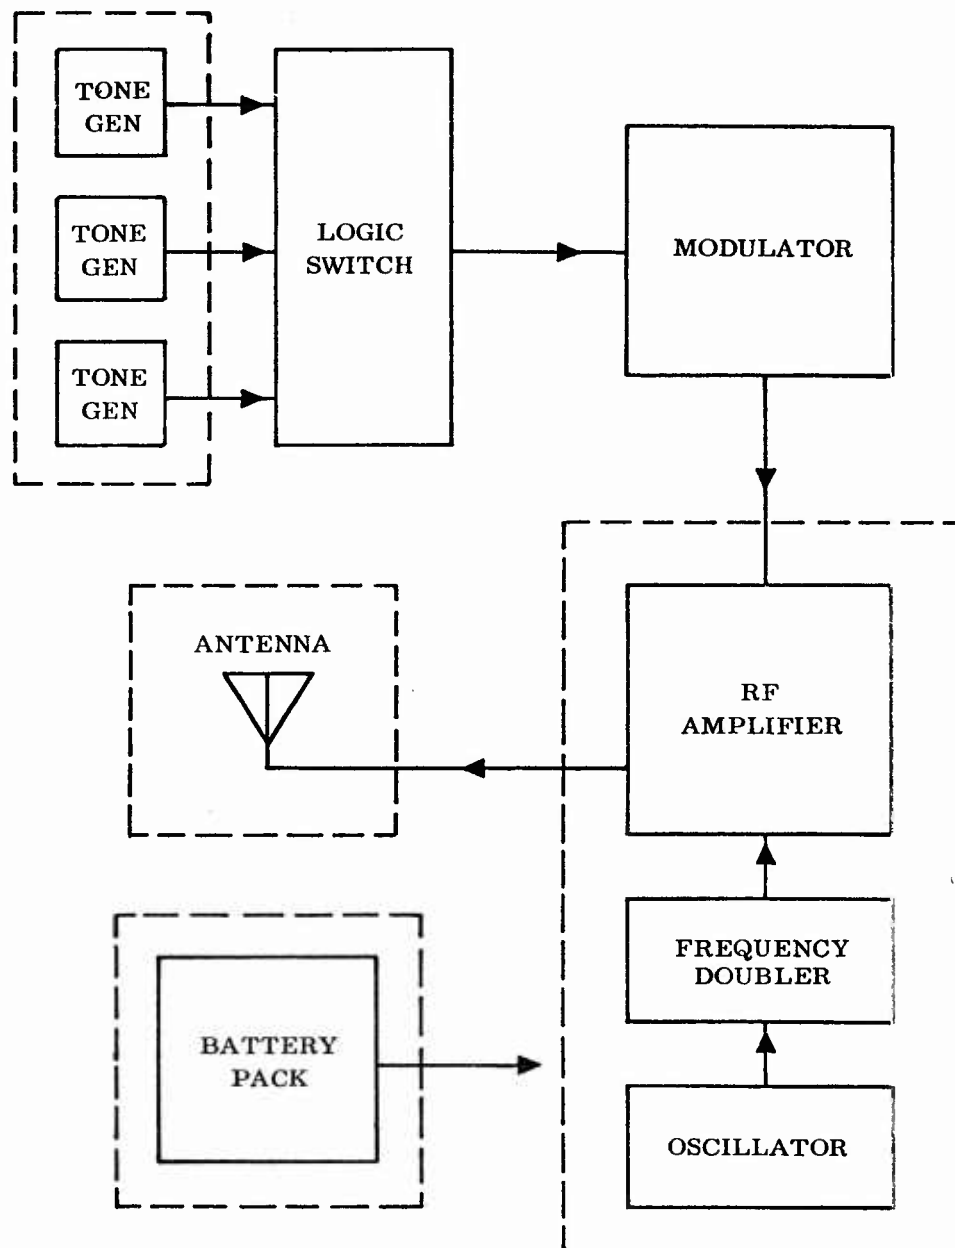 TONE
GEN
TONE
GEN
TONE
GEN
LOGIC
SWITCH
MODULATOR
ANTENNA
RF
AMPLIFIER
FREQUENCY
DOUBLER
BATTERY
PACK
OSCILLATOR